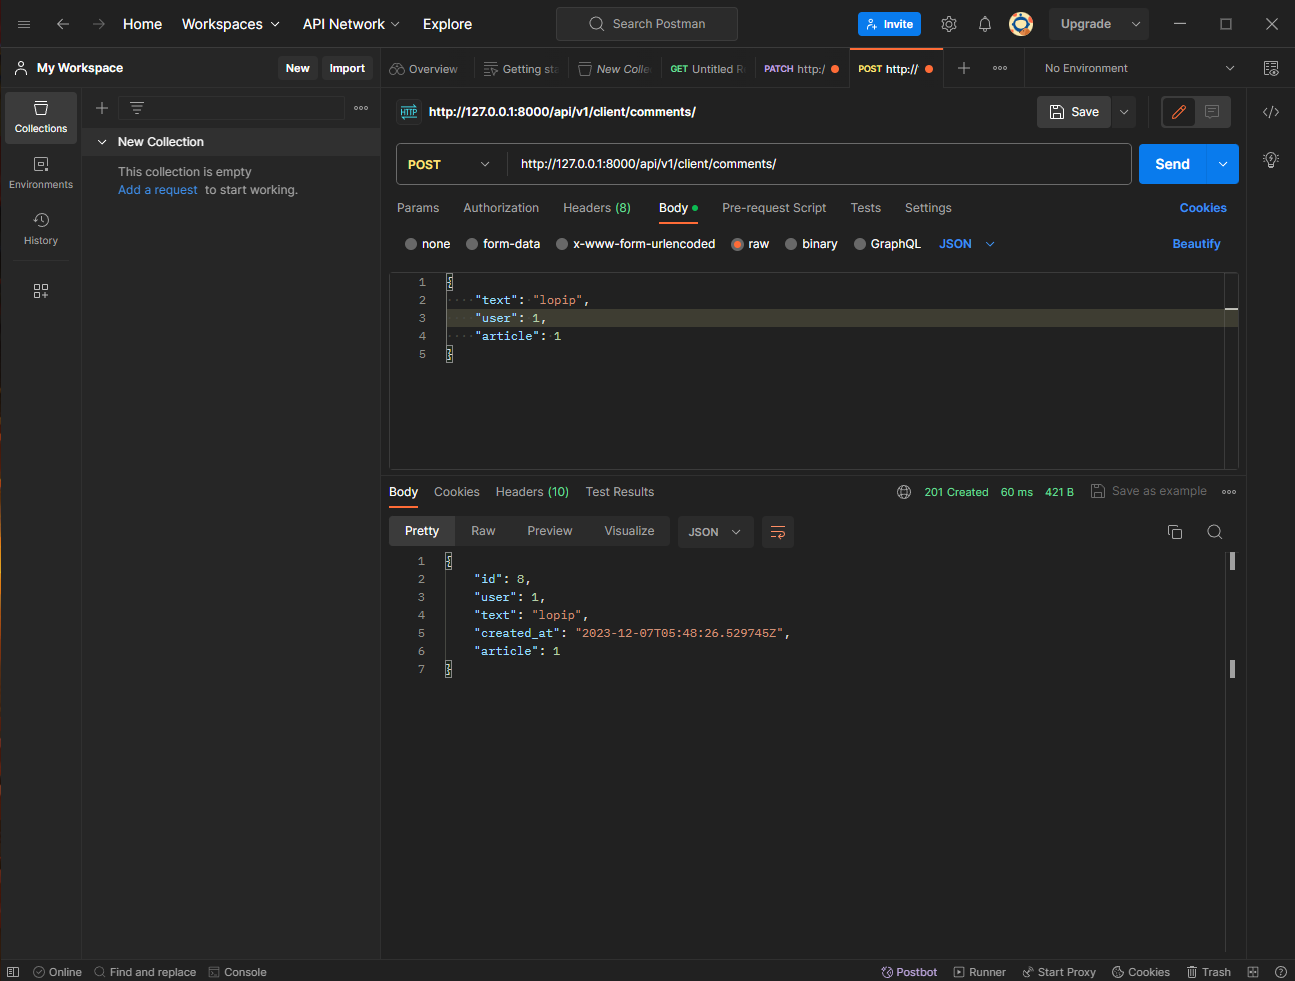 Home Workspaces API Network Explore Search Postman Invite Upgrade
My Workspace New Import Overview Getting sta New Colle GET Untitled R PATCH http:/ POST http://1 No Environment
Collections
Environments
History
New Collection
This collection is empty
Add a request to start working.
HTTP http://127.0.0.1:8000/api/v1/client/comments/ Save
POST http://127.0.0.1:8000/api/v1/client/comments/ Send
Params Authorization Headers (8) Body Pre-request Script Tests Settings Cookies
none form-data x-www-form-urlencoded raw binary GraphQL JSON Beautify
1 {
2 "text": "lopip",
3 "user": 1,
4 "article": 1
5 }
Body Cookies Headers (10) Test Results 201 Created 60 ms 421 B Save as example
Pretty Raw Preview Visualize JSON
1 {
2 "id": 8,
3 "user": 1,
4 "text": "lopip",
5 "created_at": "2023-12-07T05:48:26.529745Z",
6 "article": 1
7 }
Online Find and replace Console Postbot Runner Start Proxy Cookies Trash